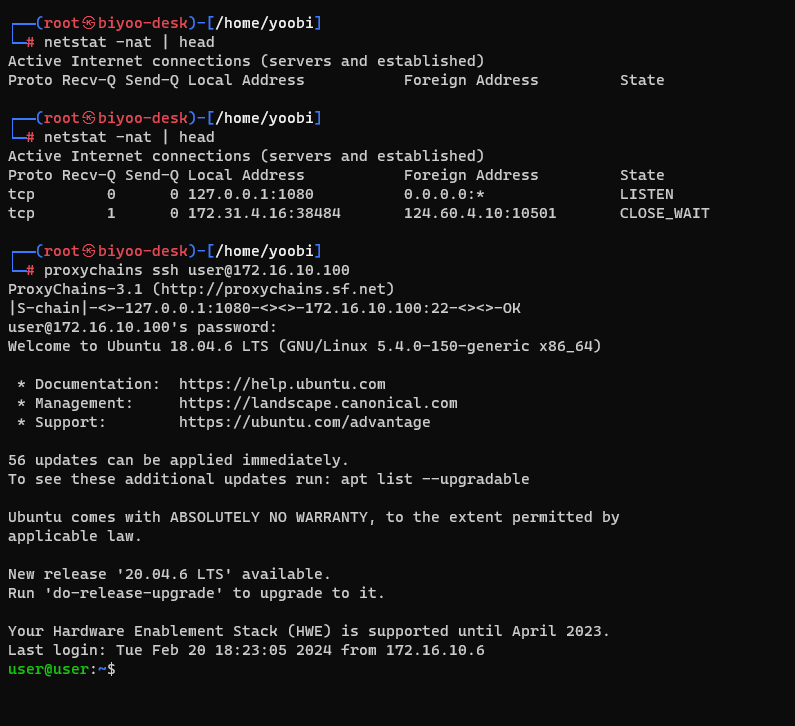 ┌──(root㉿biyoo-desk)-[/home/yoobi]
└─# netstat -nat | head
Active Internet connections (servers and established)
Proto Recv-Q Send-Q Local Address           Foreign Address         State
┌──(root㉿biyoo-desk)-[/home/yoobi]
└─# netstat -nat | head
Active Internet connections (servers and established)
Proto Recv-Q Send-Q Local Address           Foreign Address         State
tcp        0      0 127.0.0.1:1080          0.0.0.0:*               LISTEN
tcp        1      0 172.31.4.16:38484       124.60.4.10:10501       CLOSE_WAIT
┌──(root㉿biyoo-desk)-[/home/yoobi]
└─# proxychains ssh user@172.16.10.100
ProxyChains-3.1 (http://proxychains.sf.net)
|S-chain|-<>-127.0.0.1:1080-<><>-172.16.10.100:22-<><>-OK
user@172.16.10.100's password:
Welcome to Ubuntu 18.04.6 LTS (GNU/Linux 5.4.0-150-generic x86_64)
 * Documentation:  https://help.ubuntu.com
 * Management:     https://landscape.canonical.com
 * Support:        https://ubuntu.com/advantage
56 updates can be applied immediately.
To see these additional updates run: apt list --upgradable
Ubuntu comes with ABSOLUTELY NO WARRANTY, to the extent permitted by
applicable law.
New release '20.04.6 LTS' available.
Run 'do-release-upgrade' to upgrade to it.
Your Hardware Enablement Stack (HWE) is supported until April 2023.
Last login: Tue Feb 20 18:23:05 2024 from 172.16.10.6
user@user:~$